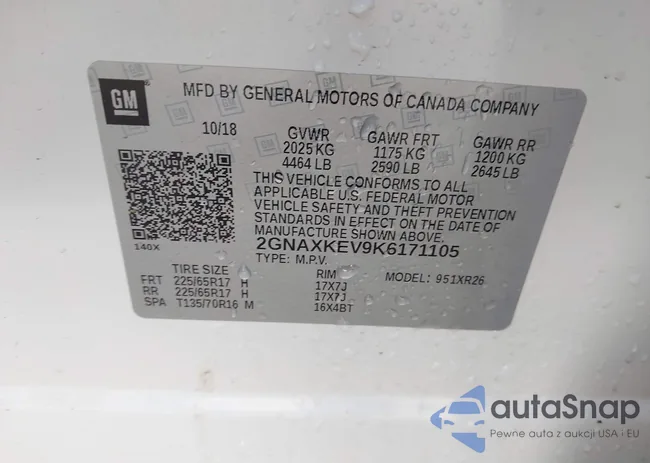 GM
MFD BY GENERAL MOTORS OF CANADA COMPANY
10/18 GVWR GAWR FRT GAWR RR
2025 KG 1175 KG 1200 KG
4464 LB 2590 LB 2645 LB
THIS VEHICLE CONFORMS TO ALL
APPLICABLE U.S. FEDERAL MOTOR
VEHICLE SAFETY AND THEFT PREVENTION
STANDARDS IN EFFECT ON THE DATE OF
MANUFACTURE SHOWN ABOVE.
140X 2GNAXKEV9K6171105
TYPE: M.P.V.
TIRE SIZE RIM MODEL: 951XR26
FRT 225/65R17 H 17X7J
RR 225/65R17 H 17X7J
SPA T135/70R16 M 16X4BT
autoSnap
Pewne auta z aukcji USA i EU